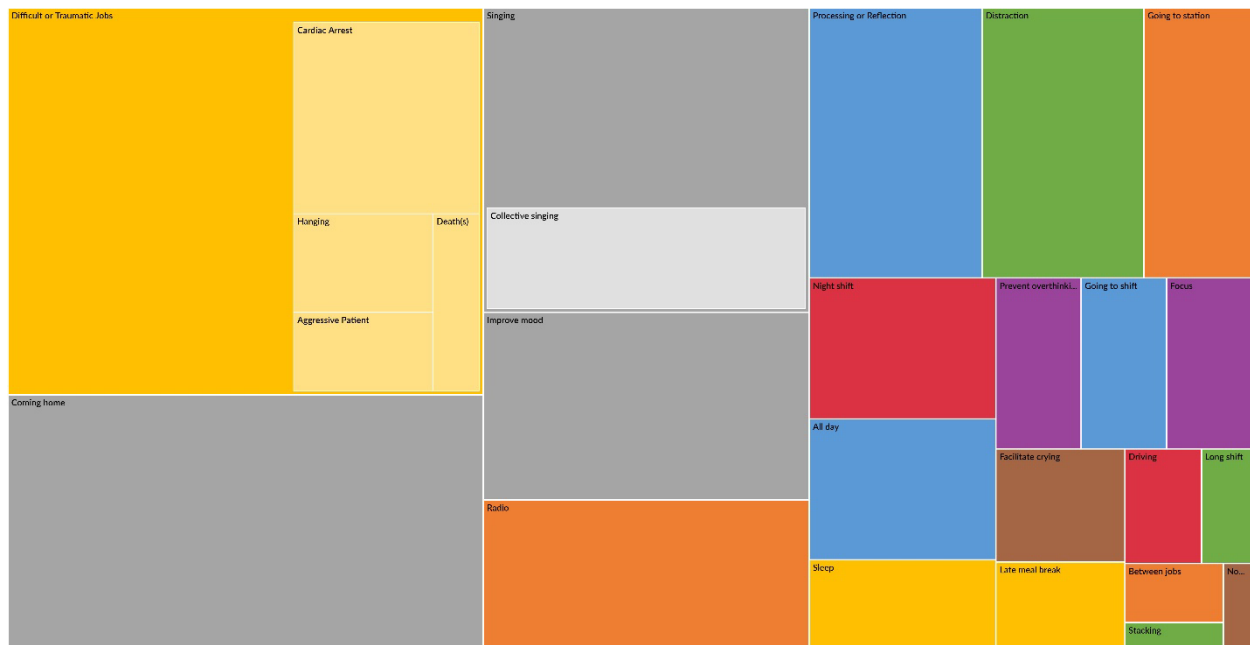 Difficult or Traumatic Jobs
Cardiac Arrest
Hanging
Death(s)
Aggressive Patient
Coming home
Singing
Collective singing
Improve mood
Radio
Processing or Reflection
Distraction
Going to station
Night shift
Prevent overthinki...
Going to shift
Focus
All day
Facilitate crying
Driving
Long shift
Sleep
Late meal break
Between jobs
No...
Stacking